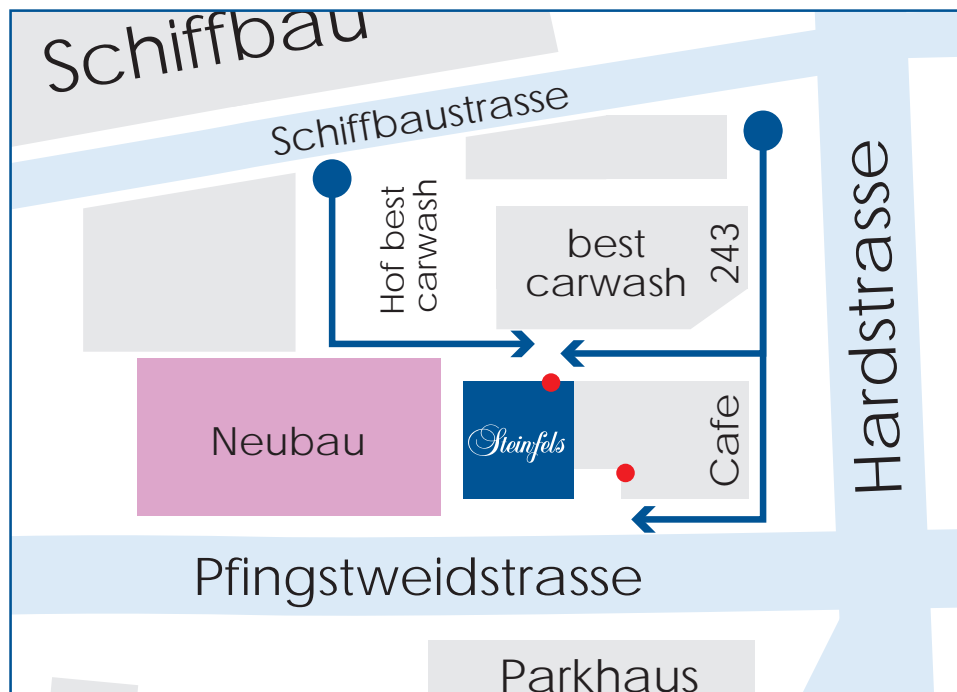 Schiffbau
Schiffbaustrasse
Hof best
carwash
best
carwash
243
Hardstrasse
Neubau
Steinfels
Cafe
Pfingstweidstrasse
Parkhaus